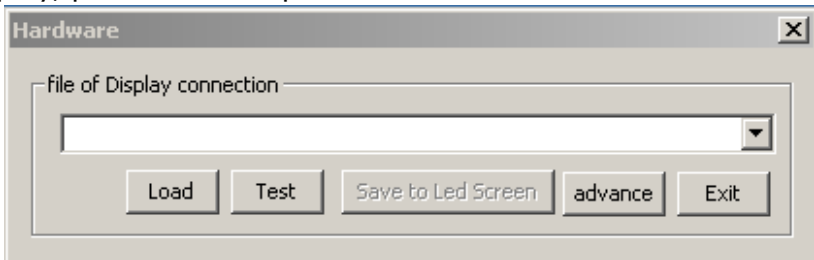 Hardware
file of Display connection
Load Test Save to Led Screen advance Exit